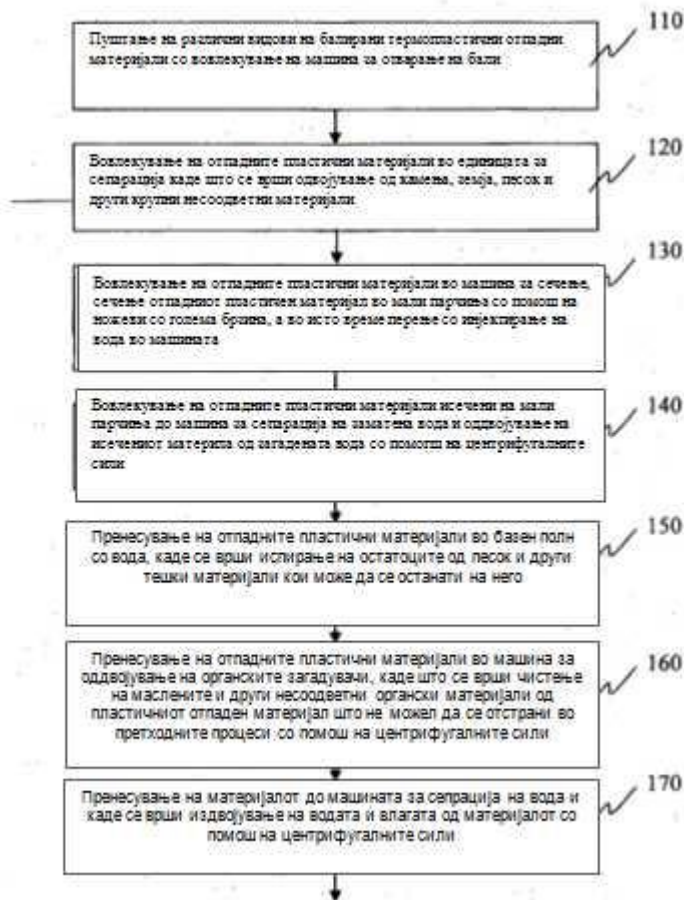 110
Пуштање на различни видови на балирани термопластични отпадни
материјали со вовлекување на машина за отварање на бали
120
Вовлекување на отпадните пластични материјали во единицата за
сепарација каде што се врши одвојување од камења, земја, песок и
други крупни несоодветни материјали
130
Вовлекување на отпадните пластични материјали во машина за сечење,
сечење отпадниот пластичен материјал во мали парчиња со помош на
ножеви со голема брзина, а во исто време перење со инјектирање на
вода во машината
140
Вовлекување на отпадните пластични материјали исечени на мали
парчиња до машина за сепарација на заматена вода и оддвојување на
исечениот материла од загадената вода со помогш на центрифугалните
сили
150
Пренесување на отпадните пластични материјали во базен полн
со вода, каде се врши испирање на остатоците од песок и други
тешки материјали кои може да се останати на него
160
Пренесување на отпадните пластични материјали во машина за
оддвојување на органските загадувачи, каде што се врши чистење
на маслените и други несоодветни органски материјали од
пластичниот отпаден материјал што не можел да се отстрани во
претходните процеси со помош на центрифугалните сили
170
Пренесување на материјалот до машината за сепрација на вода и
каде се врши издвојување на водата и влагата од материјалот со
помош на центрифугалните сили